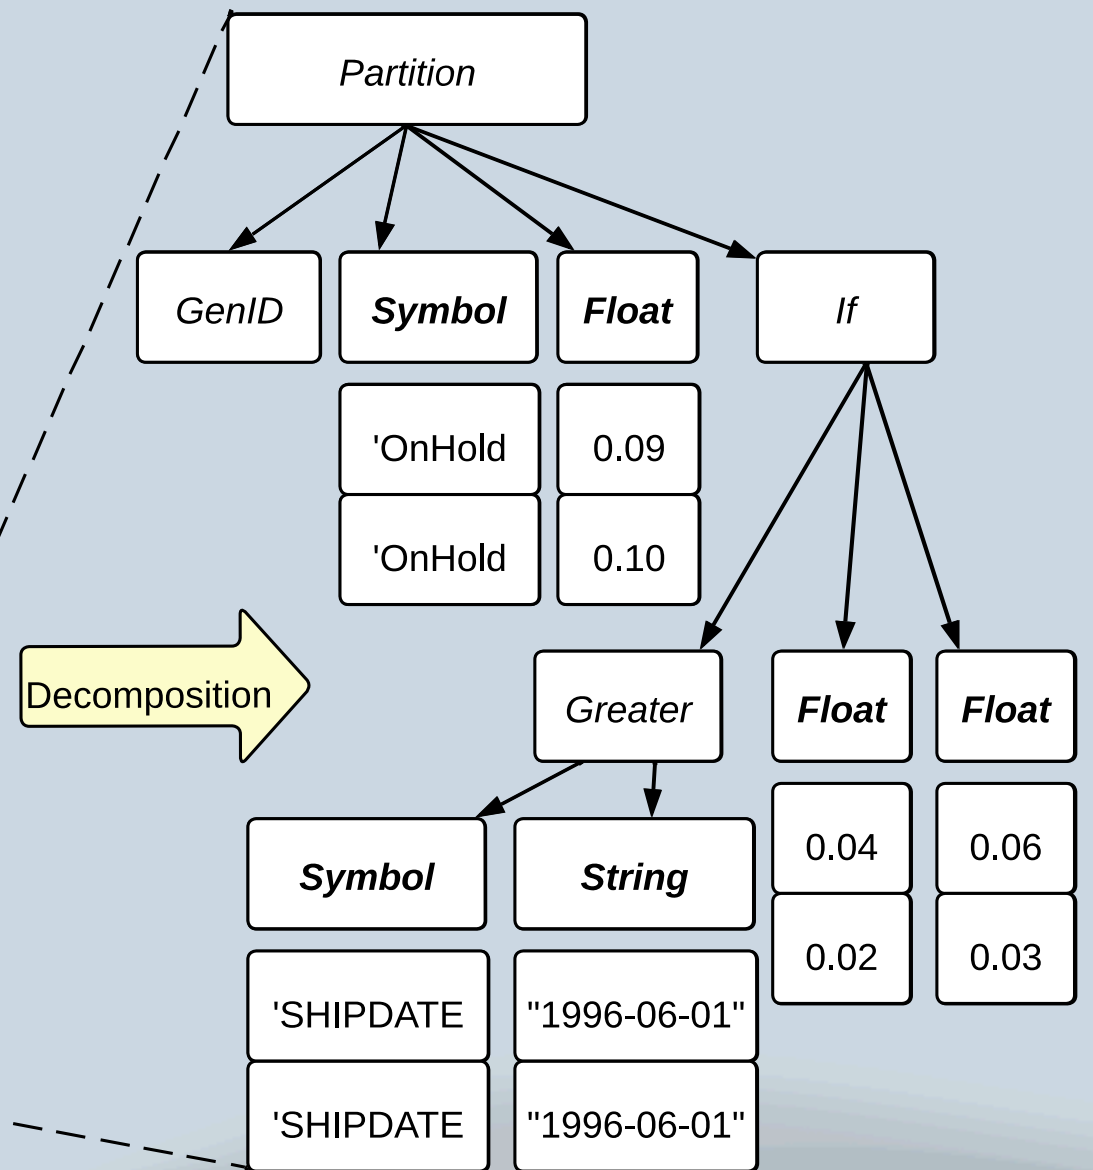 Partition
GenID
Symbol
Float
If
'OnHold
0.09
'OnHold
0.10
Decomposition
Greater
Float
Float
0.04
0.06
Symbol
String
0.02
0.03
'SHIPDATE
"1996-06-01"
'SHIPDATE
"1996-06-01"